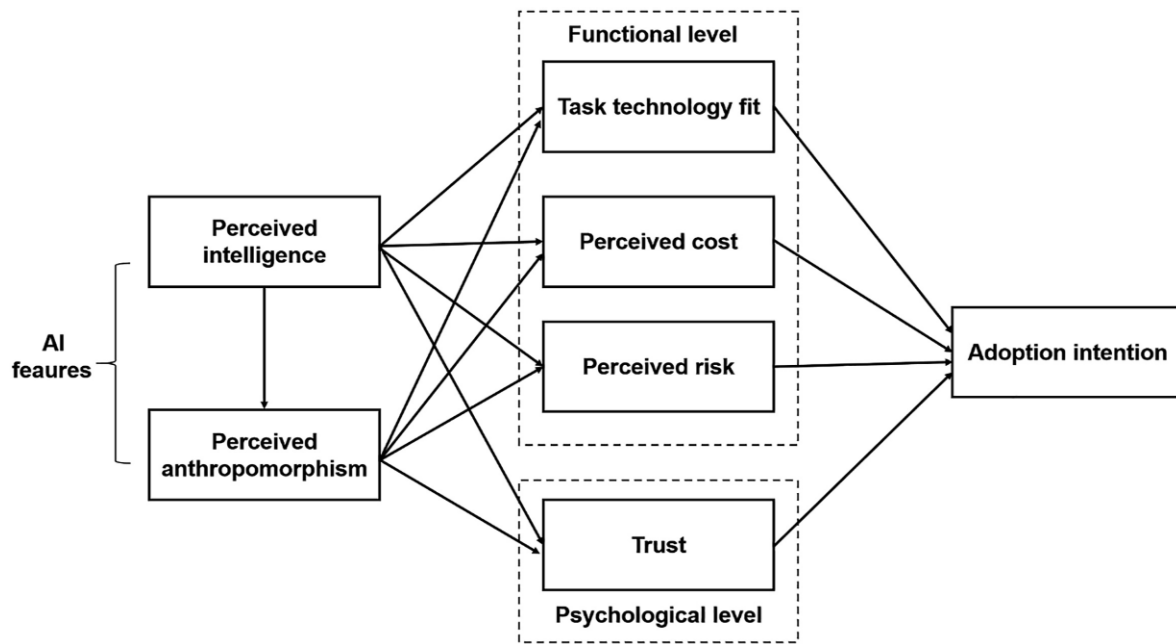 Functional level
Task technology fit
Perceived
intelligence
Perceived cost
AI
feaures
Perceived risk
Adoption intention
Perceived
anthropomorphism
Trust
Psychological level